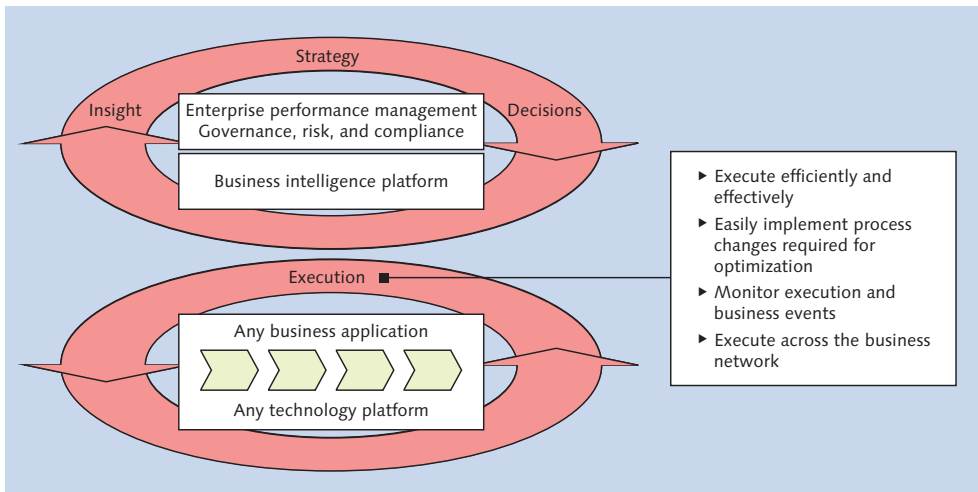 Strategy
Insight
Decisions
Enterprise performance management
Governance, risk, and compliance
Business intelligence platform
Execution
Any business application
Any technology platform
▸ Execute efficiently and
effectively
▸ Easily implement process
changes required for
optimization
▸ Monitor execution and
business events
▸ Execute across the business
network